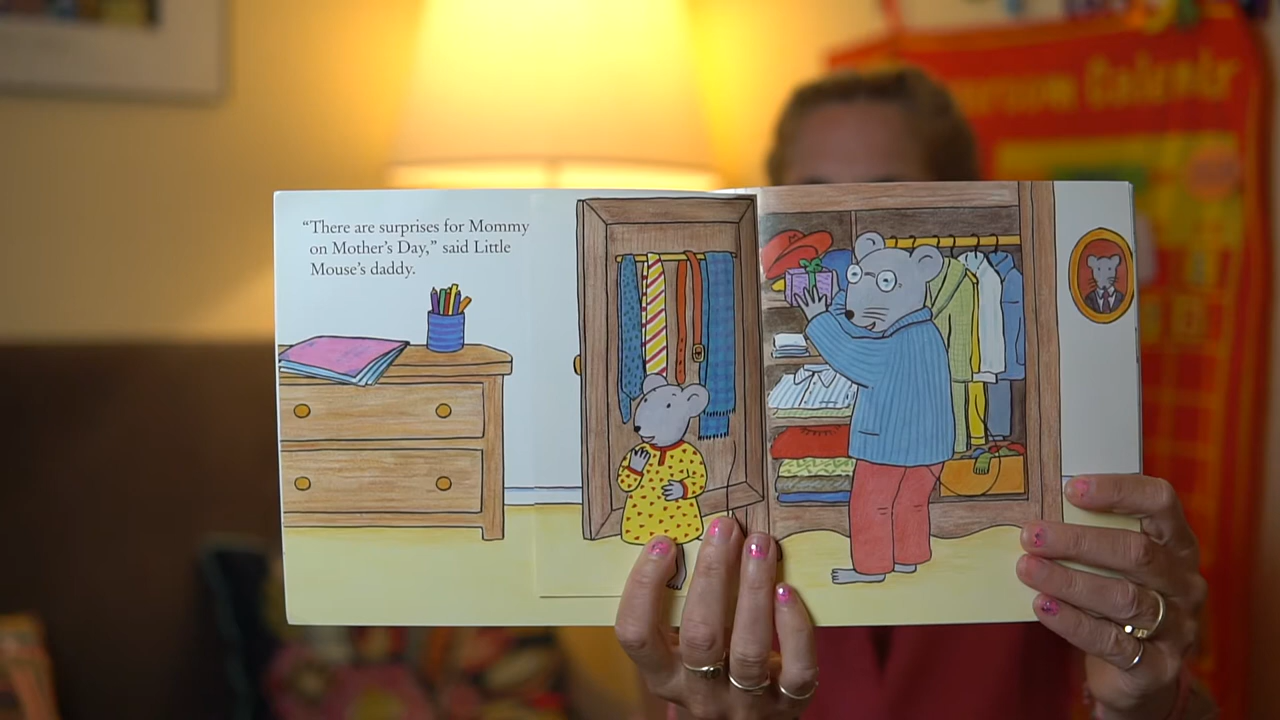 “There are surprises for Mommy
on Mother’s Day,” said Little
Mouse’s daddy.